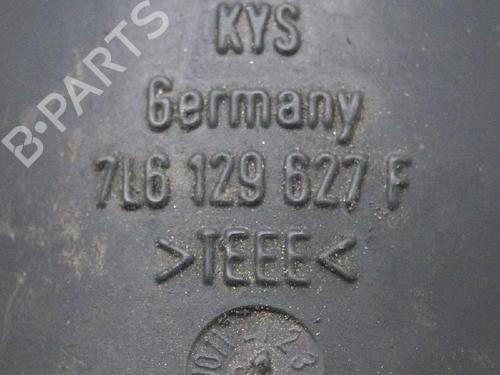 B-PARTS
KYS
Germany
7L6 129 627 F
>TEEE<